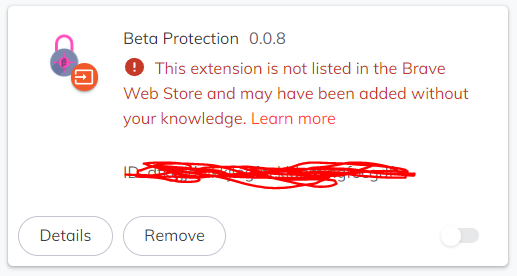 Beta Protection 0.0.8
This extension is not listed in the Brave
Web Store and may have been added without
your knowledge. Learn more
ID:
Details Remove